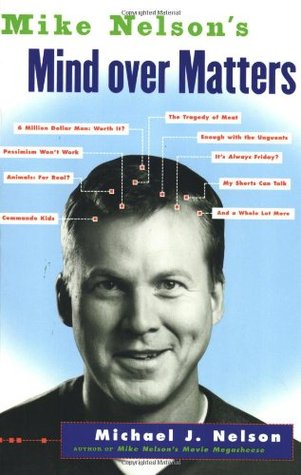 Mike Nelson's
Mind over Matters
The Tragedy of Meat
6 Million Dollar Man: Worth It?
Enough with the Unguents
Pessimism Won't Work
It's Always Friday?
Animals: For Real?
My Shorts Can Talk
Commando Kids
And a Whole Lot More
Michael J. Nelson
AUTHOR OF Mike Nelson's Movie Megacheese